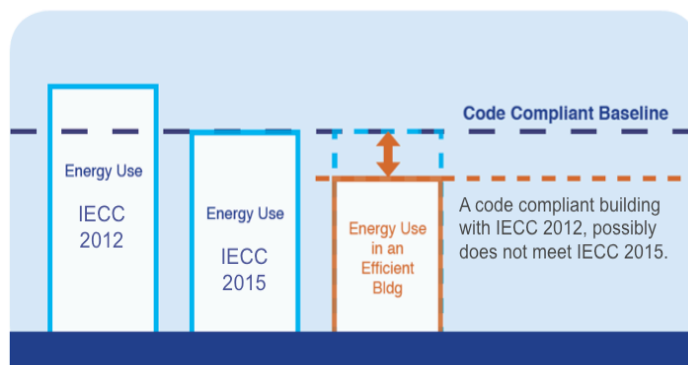 Code Compliant Baseline
Energy Use
IECC
2012
Energy Use
IECC
2015
Energy Use
in an
Efficient
Bldg
A code compliant building
with IECC 2012, possibly
does not meet IECC 2015.